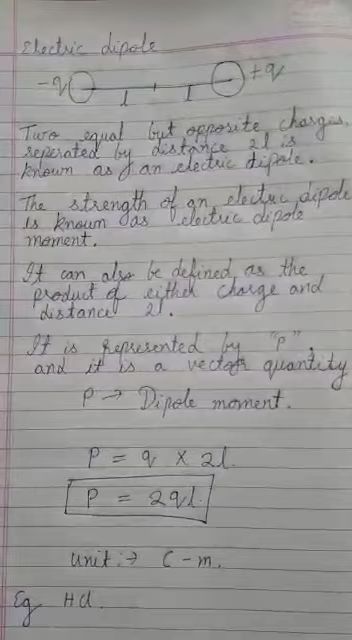 Electric dipole
-q +q
l l
Two equal but opposite charges,
seperated by distance 2l is
known as an electric dipole.
The strength of an electric dipole
is known as electric dipole
moment.
It can also be defined as the
product of either charge and
distance 2l.
It is represented by "p",
and it is a vector quantity
P → Dipole moment.
P = q × 2l.
P = 2ql.
Unit :→ C-m.
Eg HCl.